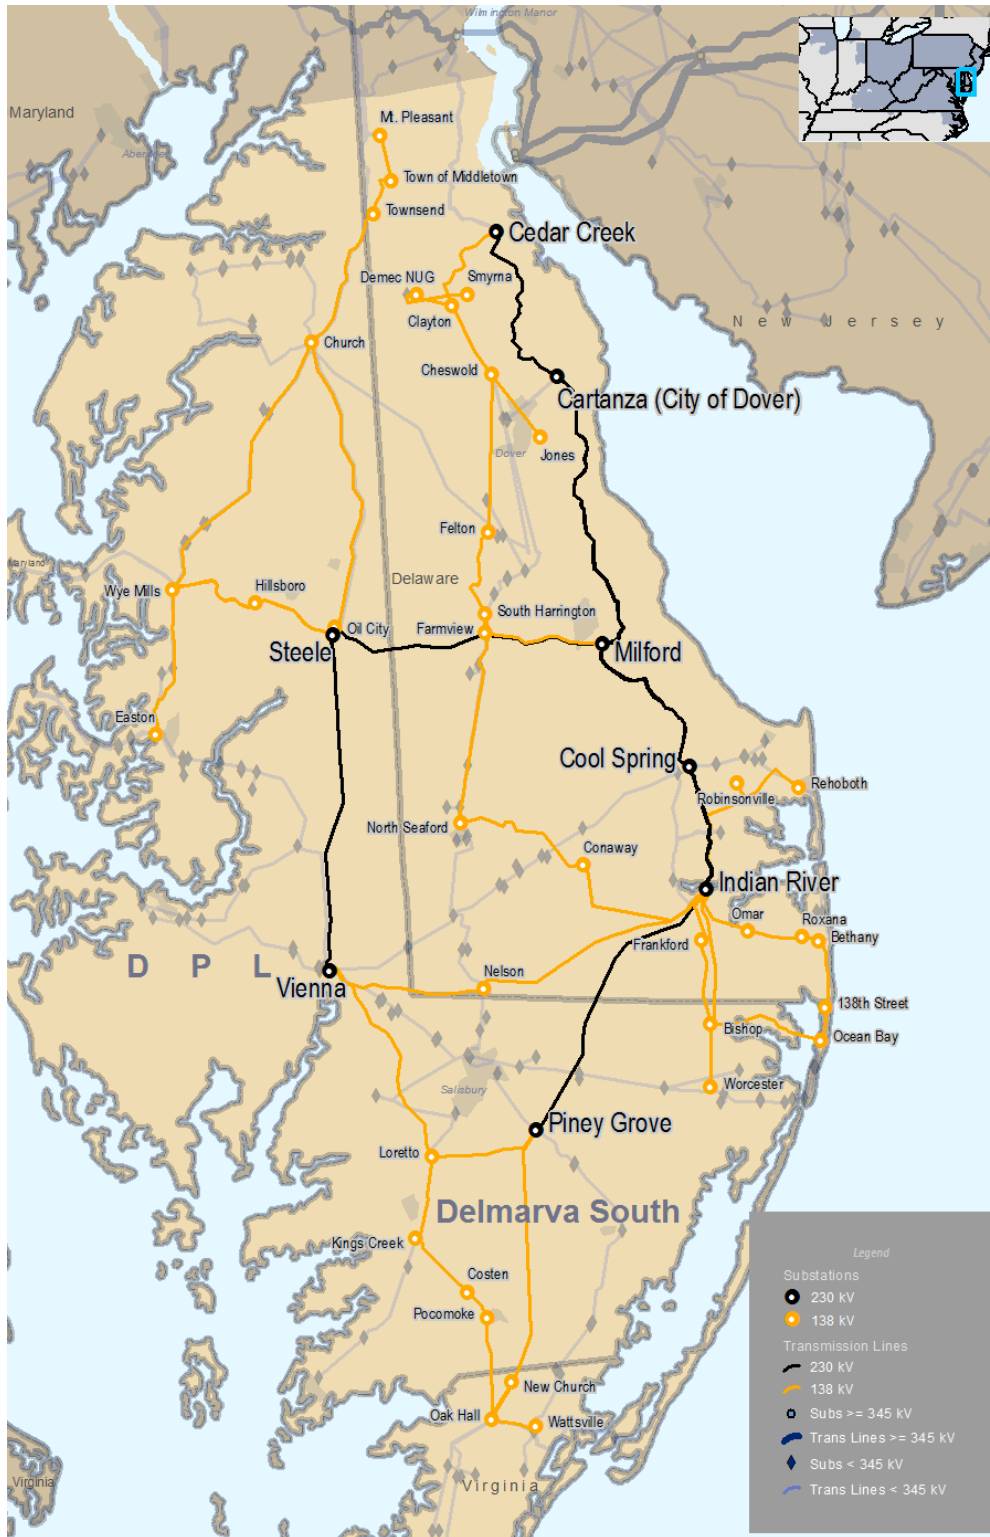 Wilmington Manor
Maryland
Mt. Pleasant
Town of Middletown
Townsend
Cedar Creek
Demec NUG
Smyrna
Clayton
New Jersey
Church
Cheswold
Cartanza (City of Dover)
Dover
Jones
Felton
Maryland
Delaware
Wye Mills
Hillsboro
South Harrington
Oil City
Farmview
Steele
Milford
Easton
Cool Spring
Rehoboth
Robinsonville
North Seaford
Conaway
Indian River
Omar
Roxana
Frankford
Bethany
D P L
Nelson
Vienna
138th Street
Bishop
Ocean Bay
Salisbury
Worcester
Piney Grove
Loretto
Delmarva South
Kings Creek
Costen
Pocomoke
New Church
Oak Hall
Wattsville
Virginia
Virginia
Legend
Substations
230 kV
138 kV
Transmission Lines
230 kV
138 kV
Subs >= 345 kV
Trans Lines >= 345 kV
Subs < 345 kV
Trans Lines < 345 kV